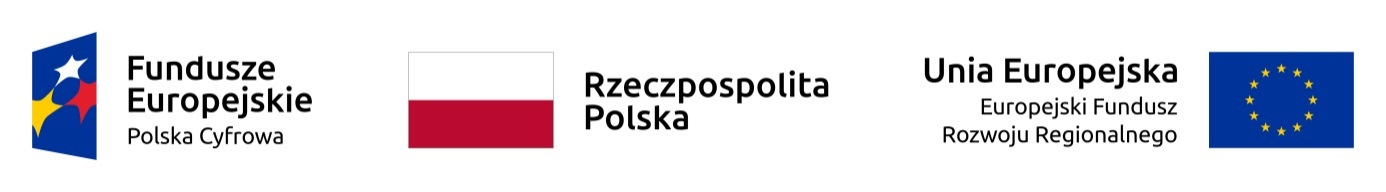 Fundusze
Europejskie
Polska Cyfrowa
Rzeczpospolita
Polska
Unia Europejska
Europejski Fundusz
Rozwoju Regionalnego